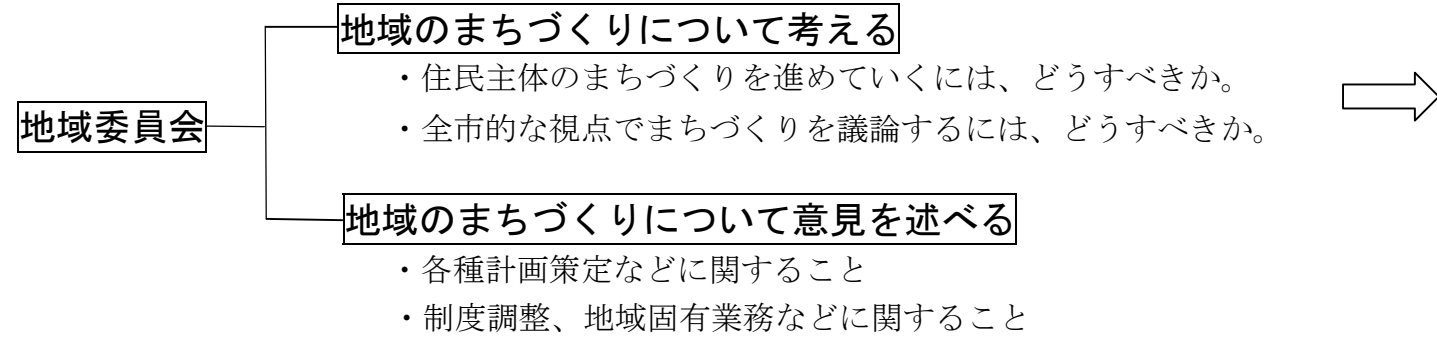 地域のまちづくりについて考える
・住民主体のまちづくりを進めていくには、どうすべきか。
地域委員会
・全市的な視点でまちづくりを議論するには、どうすべきか。
地域のまちづくりについて意見を述べる
・各種計画策定などに関すること
・制度調整、地域固有業務などに関すること